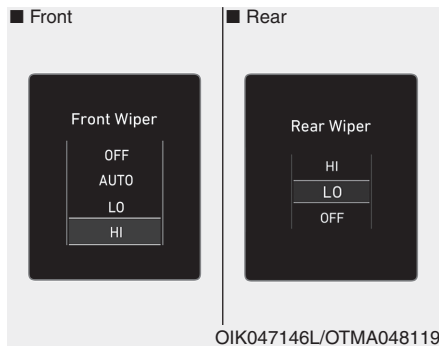 ■ Front
Front Wiper
OFF
AUTO
LO
HI
■ Rear
Rear Wiper
HI
LO
OFF
OIK047146L/OTMA048119